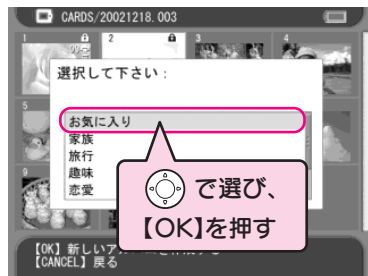 CARDS/20021218. 003
1
2
3
4
選択して下さい：
5
お気に入り
家族
旅行
趣味
恋愛
9
で選び、
【OK】を押す
【OK】新しいア
【CANCEL】戻る